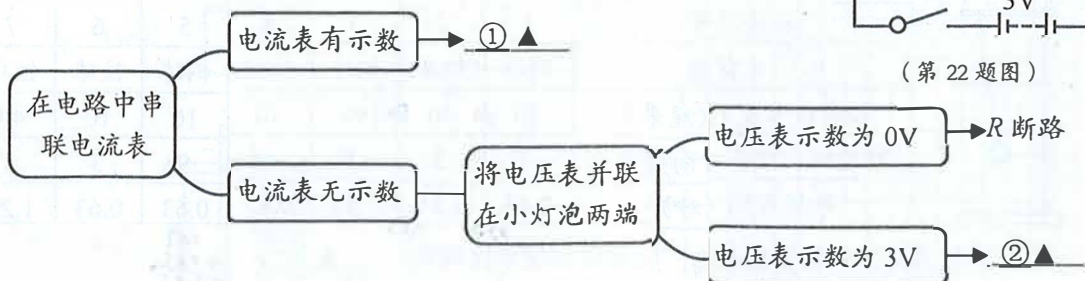 3V
(第 22 题图)
电流表有示数
① ▲
在电路中串
联电流表
电流表无示数
将电压表并联
在小灯泡两端
电压表示数为 0V
R 断路
电压表示数为 3V
② ▲